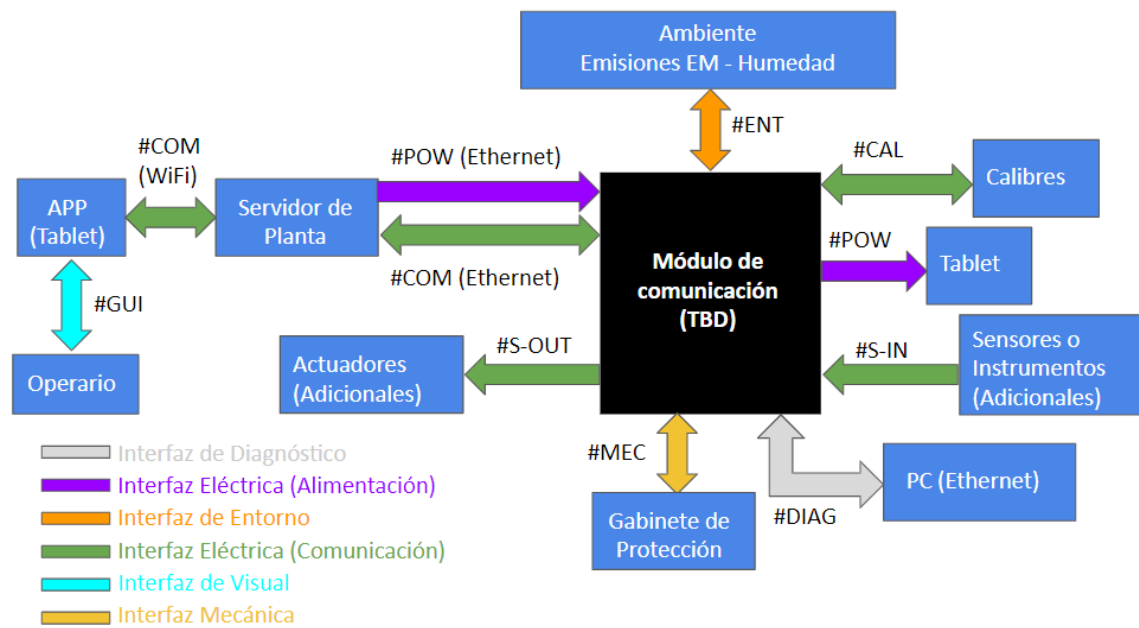 Ambiente
Emisiones EM - Humedad
#ENT
#COM
(WiFi)
#POW (Ethernet)
#CAL
Calibres
APP
(Tablet)
Servidor de
Planta
#COM (Ethernet)
Módulo de
comunicación
(TBD)
#POW
Tablet
#GUI
Operario
Actuadores
(Adicionales)
#S-OUT
#S-IN
Sensores o
Instrumentos
(Adicionales)
#MEC
Gabinete de
Protección
#DIAG
PC (Ethernet)
Interfaz de Diagnóstico
Interfaz Eléctrica (Alimentación)
Interfaz de Entorno
Interfaz Eléctrica (Comunicación)
Interfaz de Visual
Interfaz Mecánica